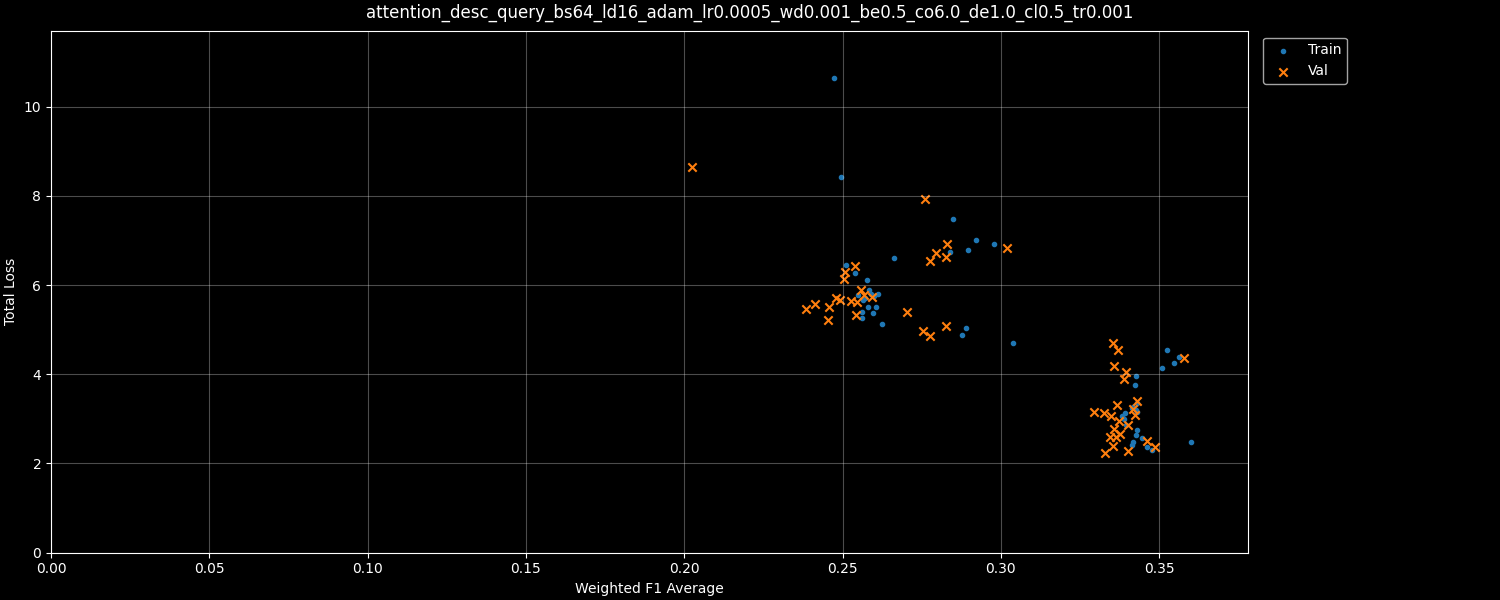 attention_desc_query_bs64_ld16_adam_lr0.0005_wd0.001_be0.5_co6.0_de1.0_cl0.5_tr0.001
Train
Val
Total Loss
10
8
6
4
2
0
0.00 0.05 0.10 0.15 0.20 0.25 0.30 0.35
Weighted F1 Average